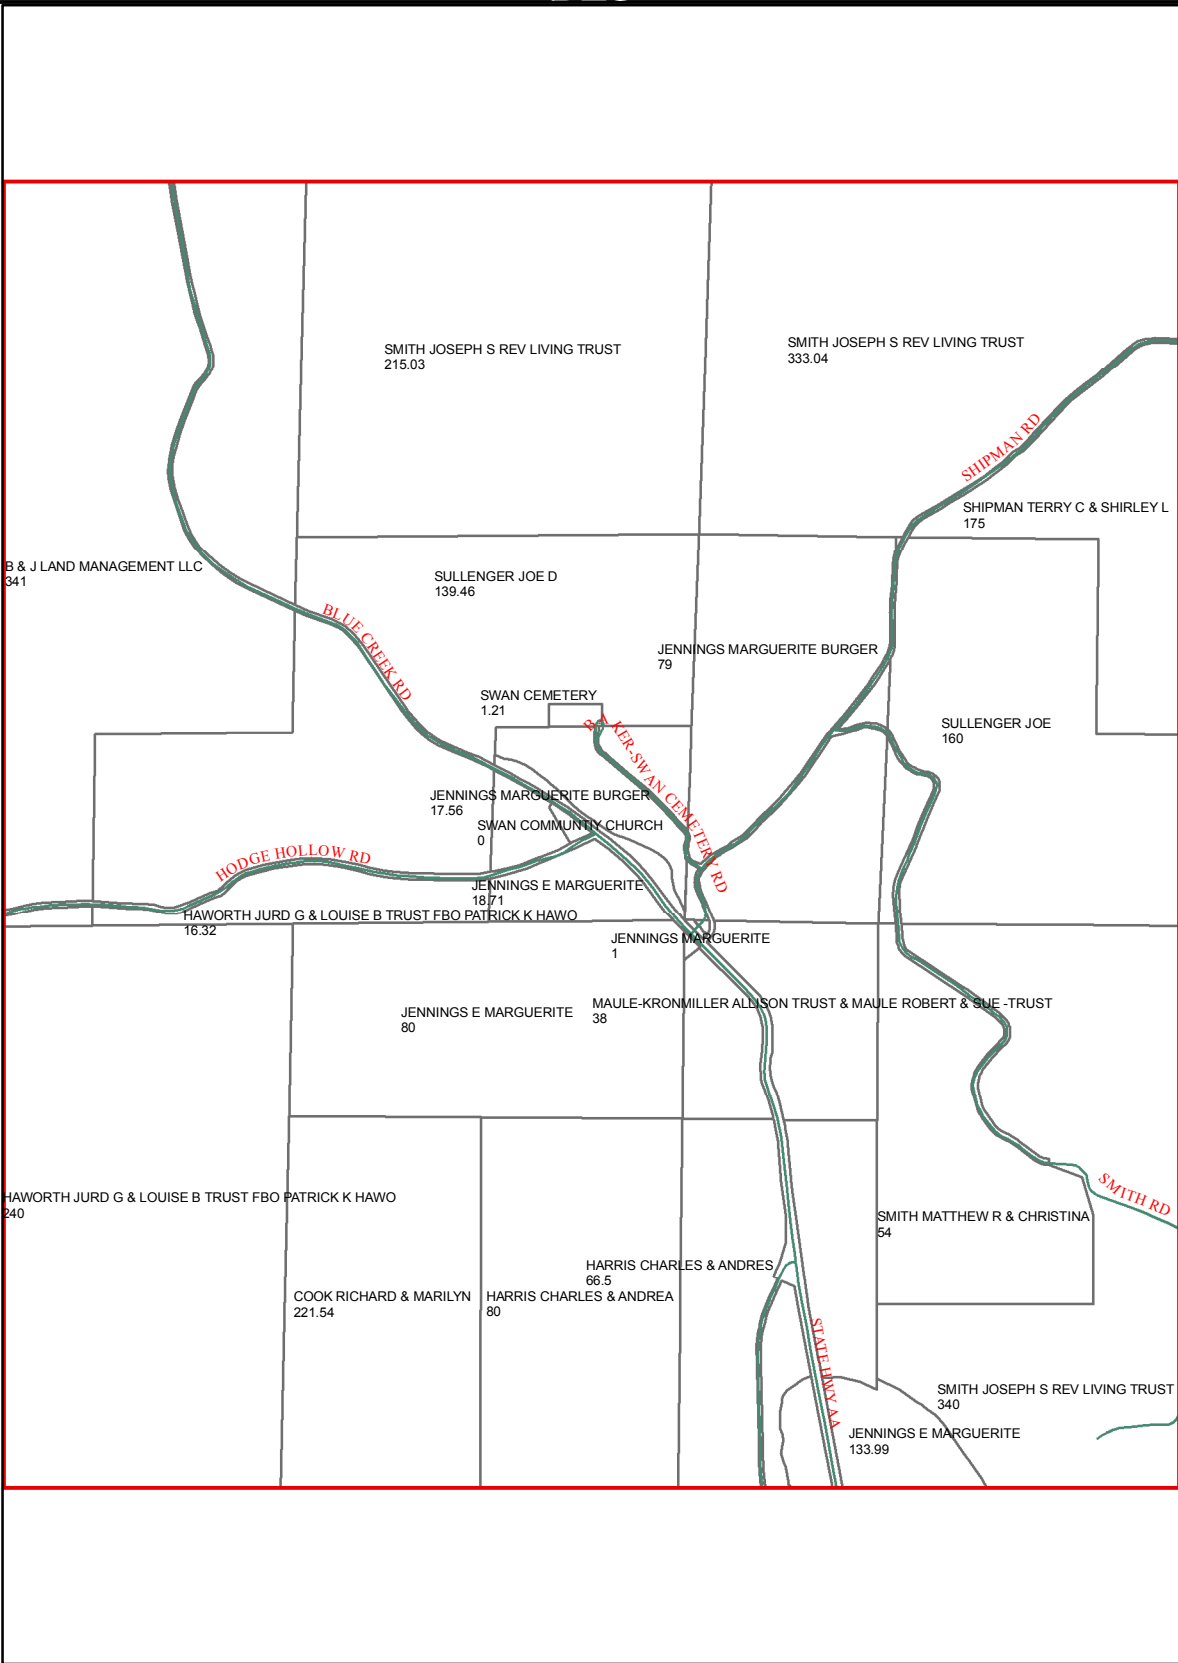 SMITH JOSEPH S REV LIVING TRUST
215.03
SMITH JOSEPH S REV LIVING TRUST
333.04
SHIPMAN RD
SHIPMAN TERRY C & SHIRLEY L
175
B & J LAND MANAGEMENT LLC
341
SULLENGER JOE D
139.46
BLUE CREEK RD
JENNINGS MARGUERITE BURGER
79
SWAN CEMETERY
1.21
BAKER-SWAN CEMETERY RD
SULLENGER JOE
160
JENNINGS MARGUERITE BURGER
17.56
SWAN COMMUNTIY CHURCH
0
HODGE HOLLOW RD
JENNINGS E MARGUERITE
18.71
HAWORTH JURD G & LOUISE B TRUST FBO PATRICK K HAWO
16.32
JENNINGS MARGUERITE
1
JENNINGS E MARGUERITE
80
MAULE-KRONMILLER ALLISON TRUST & MAULE ROBERT & SUE -TRUST
38
HAWORTH JURD G & LOUISE B TRUST FBO PATRICK K HAWO
240
SMITH RD
SMITH MATTHEW R & CHRISTINA
54
HARRIS CHARLES & ANDRES
66.5
COOK RICHARD & MARILYN
221.54
HARRIS CHARLES & ANDREA
80
STATE HWY AA
SMITH JOSEPH S REV LIVING TRUST
340
JENNINGS E MARGUERITE
133.99